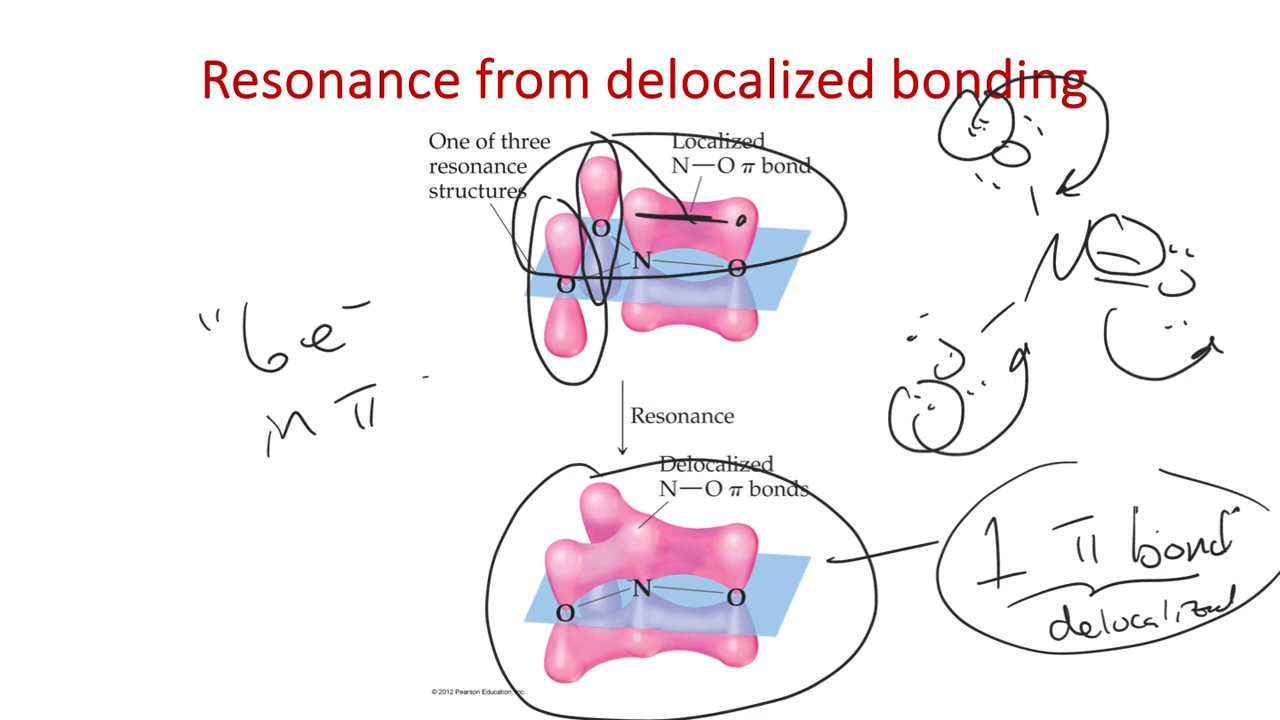 Resonance from delocalized bonding
One of three
resonance
structures
Localized
N—O π bond
O
N
O
O
N
O
"6 e⁻
in π
Resonance
Delocalized
N—O π bonds
N
O
O
1 π bond
delocalized
© 2012 Pearson Education, Inc.